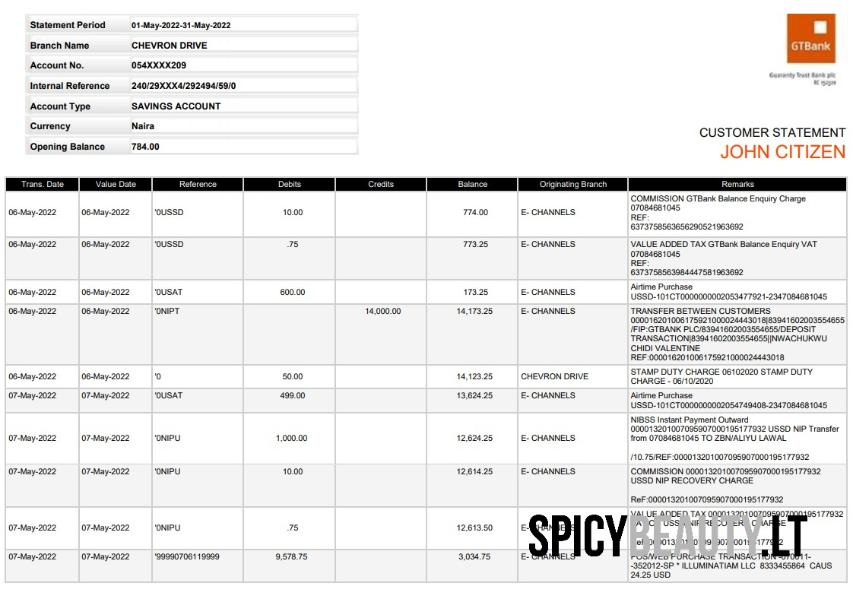 Statement Period 01-May-2022-31-May-2022
Branch Name CHEVRON DRIVE
Account No. 054XXXX209
Internal Reference 240/29XXX4/292494/59/0
Account Type SAVINGS ACCOUNT
Currency Naira
Opening Balance 784.00
GTBank
Guaranty Trust Bank plc
CUSTOMER STATEMENT
JOHN CITIZEN
Trans. Date Value Date Reference Debits Credits Balance Originating Branch Remarks
06-May-2022 06-May-2022 '0USSD 10.00 774.00 E- CHANNELS COMMISSION GTBank Balance Enquiry Charge
07084681045
REF:
6373758563656290521963692
06-May-2022 06-May-2022 '0USSD .75 773.25 E- CHANNELS VALUE ADDED TAX GTBank Balance Enquiry VAT
07084681045
REF:
6373758563984447581963692
06-May-2022 06-May-2022 '0USAT 600.00 173.25 E- CHANNELS Airtime Purchase
USSD-101CT0000000002053477921-2347084681045
06-May-2022 06-May-2022 '0NIPT 14,000.00 14,173.25 E- CHANNELS TRANSFER BETWEEN CUSTOMERS
000016201006175921000024443018|83941602003554655
/FIP:GTBANK PLC/83941602003554655/DEPOSIT
TRANSACTION|83941602003554655||NWACHUKWU
CHIDI VALENTINE
REF:000016201006175921000024443018
06-May-2022 06-May-2022 '0 50.00 14,123.25 CHEVRON DRIVE STAMP DUTY CHARGE 06102020 STAMP DUTY
CHARGE - 06/10/2020
07-May-2022 07-May-2022 '0USAT 499.00 13,624.25 E- CHANNELS Airtime Purchase
USSD-101CT0000000002054749408-2347084681045
07-May-2022 07-May-2022 '0NIPU 1,000.00 12,624.25 E- CHANNELS NIBSS Instant Payment Outward
000013201007095907000195177932 USSD NIP Transfer
from 07084681045 TO ZBN/ALIYU LAWAL
/10.75/REF:000013201007095907000195177932
07-May-2022 07-May-2022 '0NIPU 10.00 12,614.25 E- CHANNELS COMMISSION 000013201007095907000195177932
USSD NIP RECOVERY CHARGE
ReF:000013201007095907000195177932
07-May-2022 07-May-2022 '0NIPU .75 12,613.50 E- CHANNELS VALUE ADDED TAX 000013201007095907000195177932
SPICYBEAUTY.LT
07-May-2022 07-May-2022 '99990706119999 9,578.75 3,034.75 E- CHANNELS POS/WEB PURCHASE TRANSACTION -070011-
-352012-SP * ILLUMINATIAM LLC 8333455864 CAUS
24.25 USD